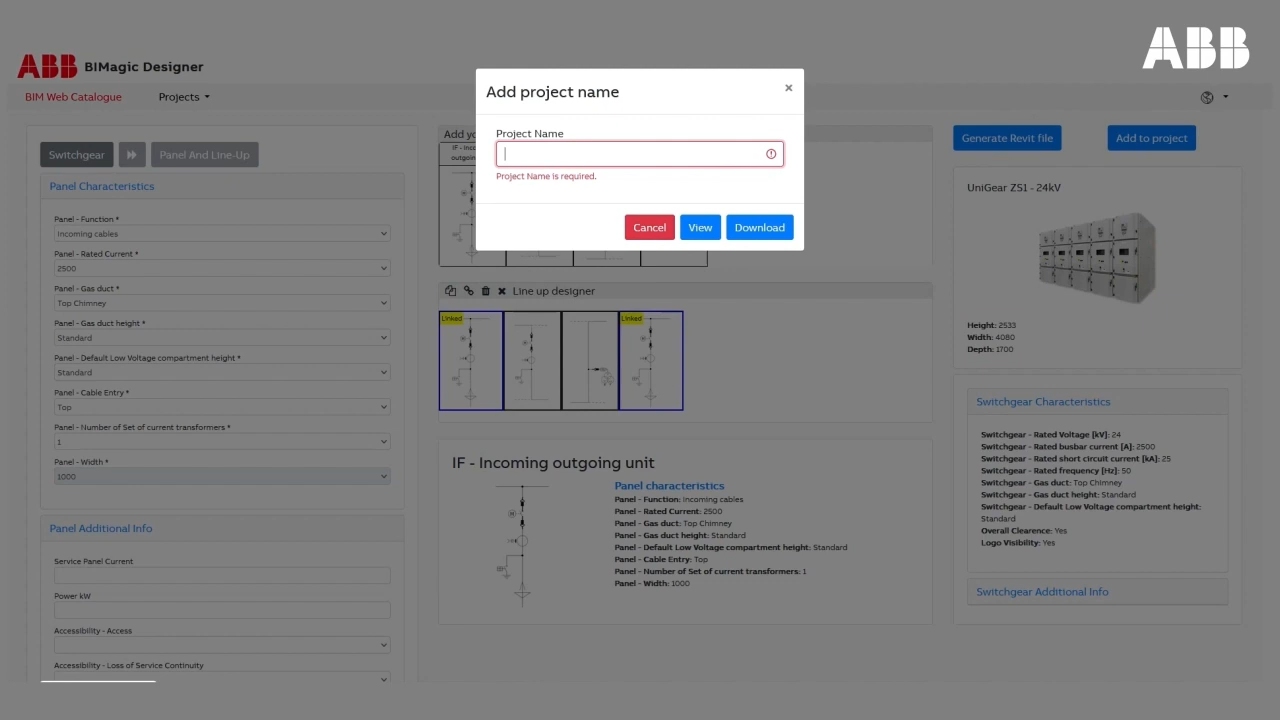 ABB
ABB BIMagic Designer
BIM Web Catalogue
Projects
Switchgear
Panel And Line-Up
Panel Characteristics
Panel - Function *
Incoming cables
Panel - Rated Current *
2500
Panel - Gas duct *
Top Chimney
Panel - Gas duct height *
Standard
Panel - Default Low Voltage compartment height *
Standard
Panel - Cable Entry *
Top
Panel - Number of Set of current transformers *
1
Panel - Width *
1000
Panel Additional Info
Service Panel Current
Power kW
Accessibility - Access
Accessibility - Loss of Service Continuity
Add project name
×
Project Name
Project Name is required.
Cancel
View
Download
Add yo
IF - Inco
outgoin
Line up designer
Linked
Linked
IF - Incoming outgoing unit
Panel characteristics
Panel - Function: Incoming cables
Panel - Rated Current: 2500
Panel - Gas duct: Top Chimney
Panel - Gas duct height: Standard
Panel - Default Low Voltage compartment height: Standard
Panel - Cable Entry: Top
Panel - Number of Set of current transformers: 1
Panel - Width: 1000
Generate Revit file
Add to project
UniGear ZS1 - 24kV
Height: 2533
Width: 4080
Depth: 1700
Switchgear Characteristics
Switchgear - Rated Voltage [kV]: 24
Switchgear - Rated busbar current [A]: 2500
Switchgear - Rated short circuit current [kA]: 25
Switchgear - Rated frequency [Hz]: 50
Switchgear - Gas duct: Top Chimney
Switchgear - Gas duct height: Standard
Switchgear - Default Low Voltage compartment height:
Standard
Overall Clearence: Yes
Logo Visibility: Yes
Switchgear Additional Info